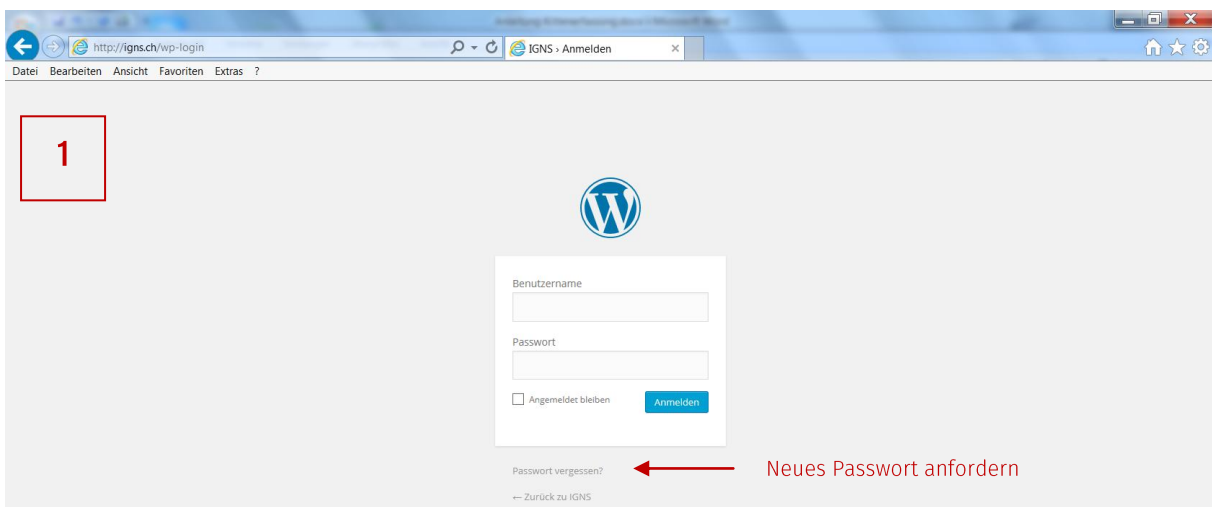 http://igns.ch/wp-login
IGNS › Anmelden
Datei Bearbeiten Ansicht Favoriten Extras ?
1
Benutzername
Passwort
Angemeldet bleiben
Anmelden
Passwort vergessen?
Neues Passwort anfordern
← Zurück zu IGNS